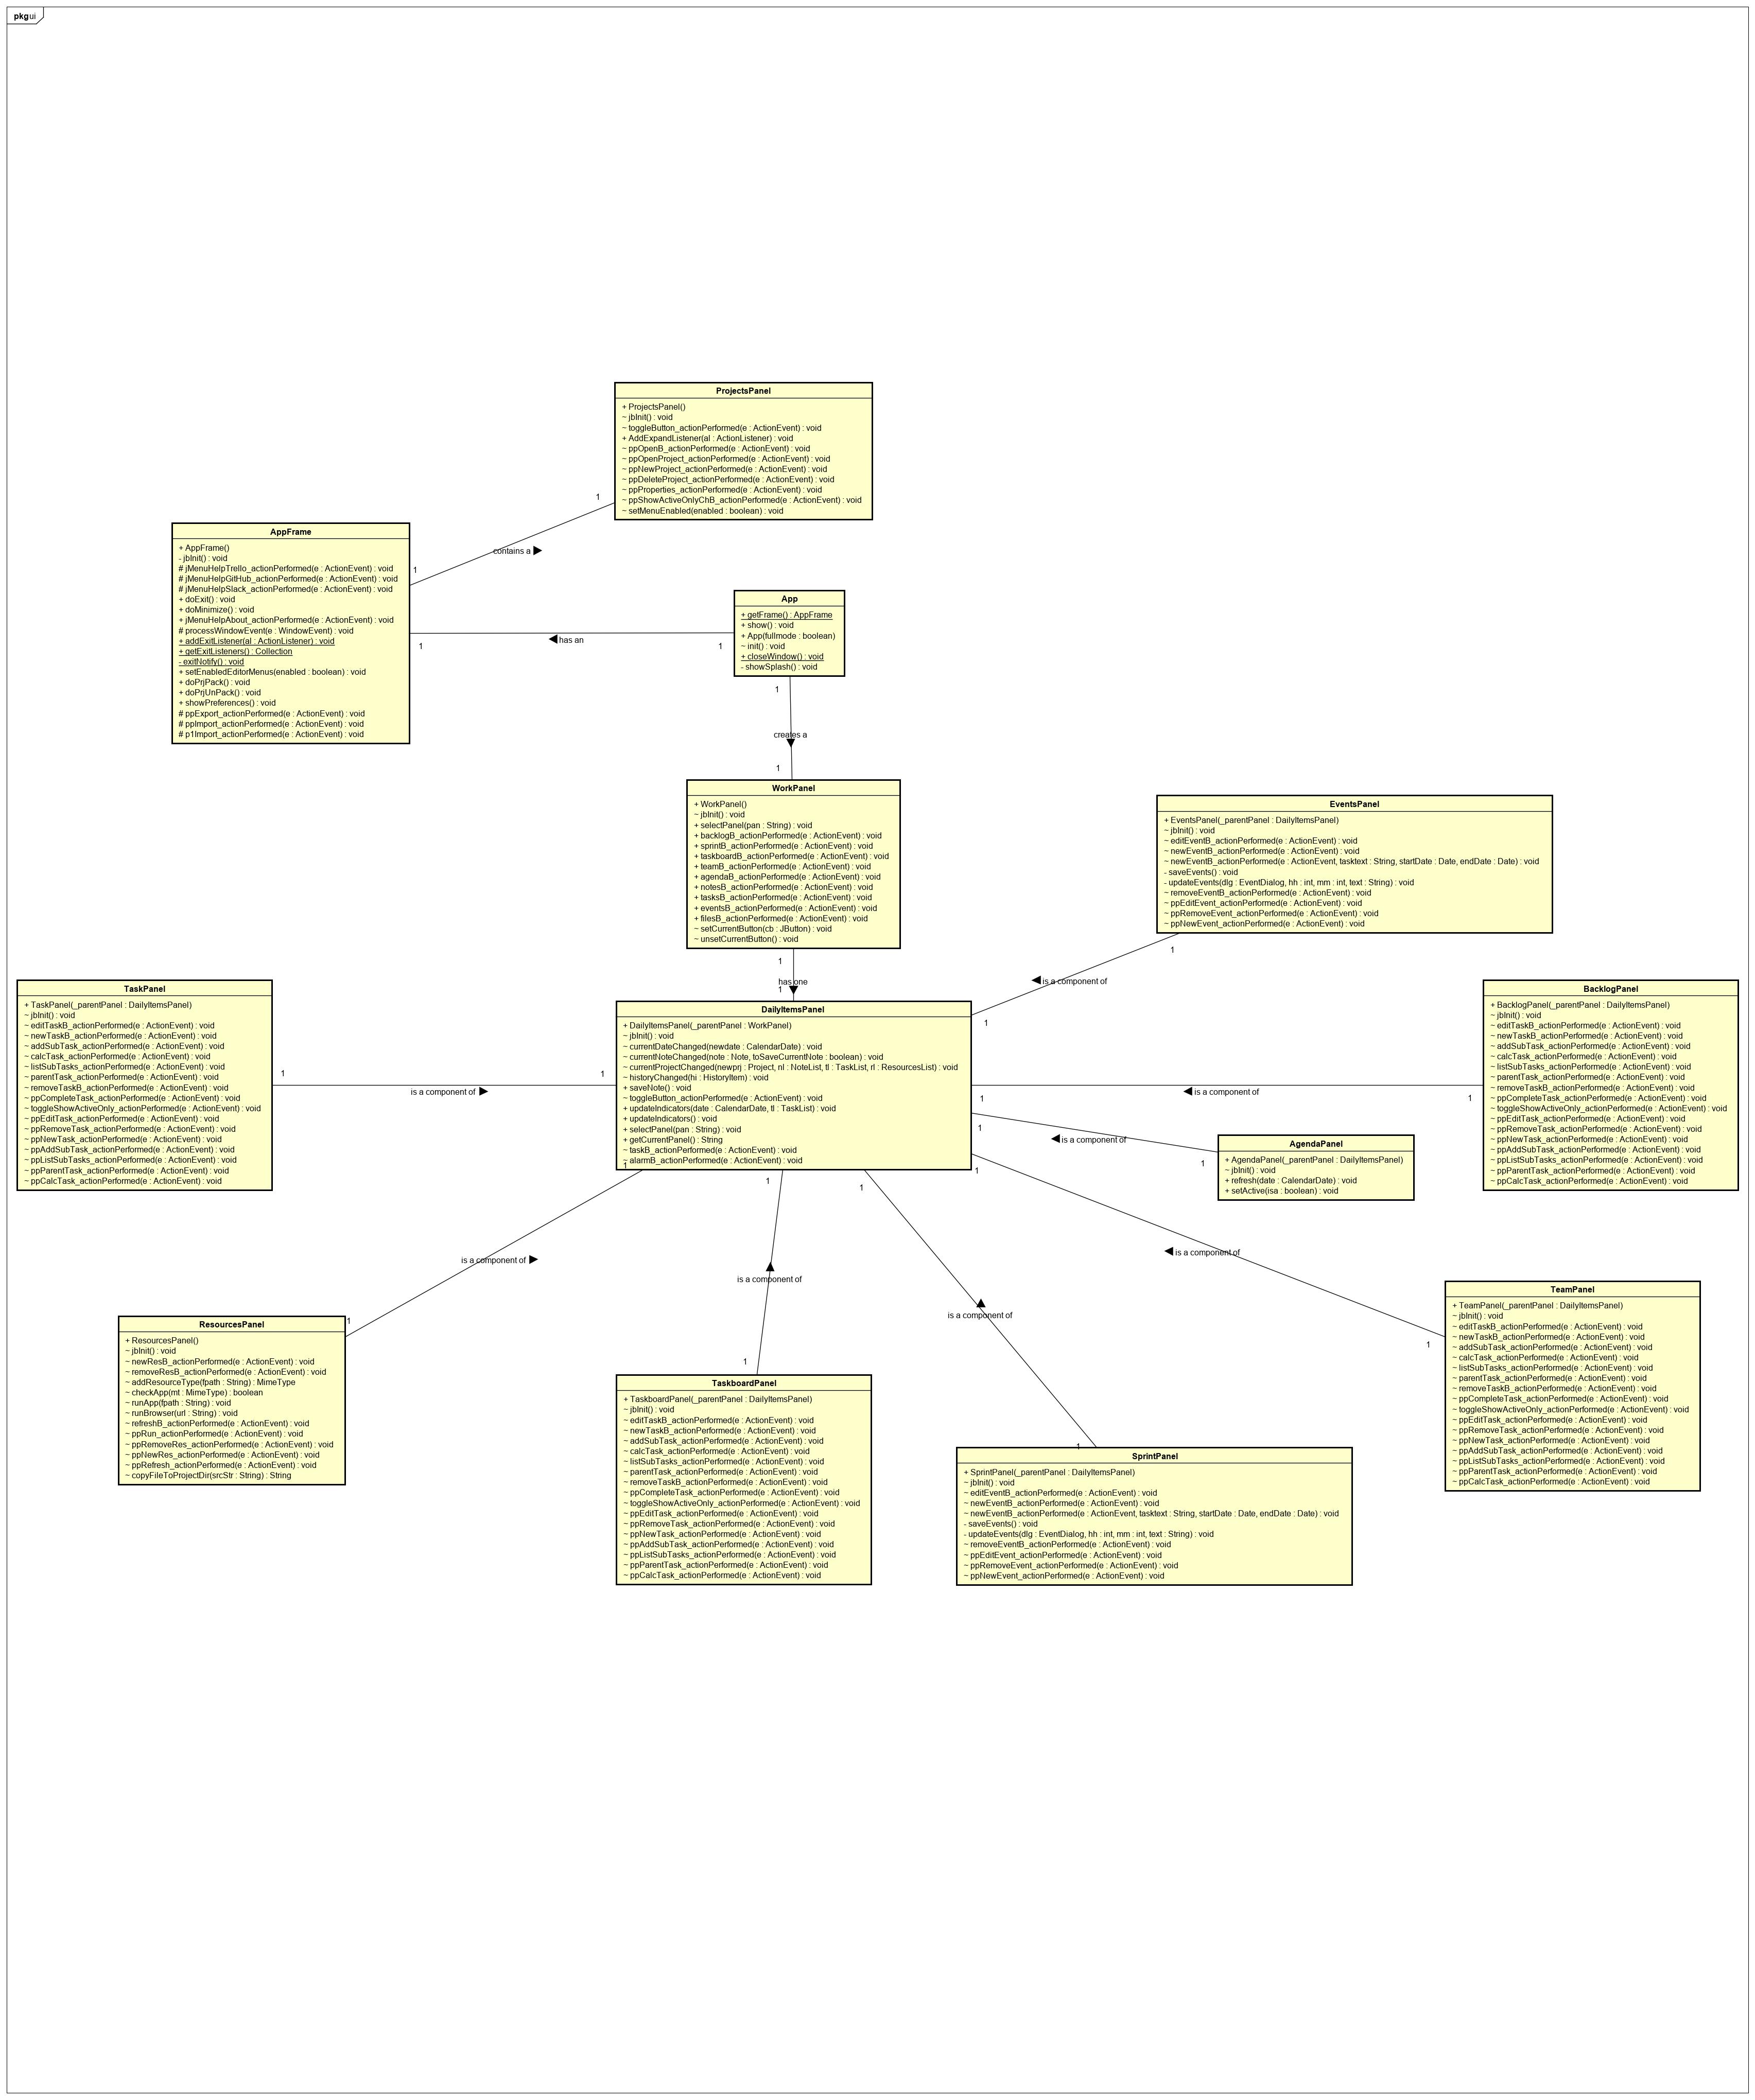 pkg ui
ProjectsPanel
+ ProjectsPanel()
~ jbInit() : void
~ toggleButton_actionPerformed(e : ActionEvent) : void
+ AddExpandListener(al : ActionListener) : void
~ ppOpenB_actionPerformed(e : ActionEvent) : void
~ ppOpenProject_actionPerformed(e : ActionEvent) : void
~ ppNewProject_actionPerformed(e : ActionEvent) : void
~ ppDeleteProject_actionPerformed(e : ActionEvent) : void
~ ppProperties_actionPerformed(e : ActionEvent) : void
~ ppShowActiveOnlyChB_actionPerformed(e : ActionEvent) : void
~ setMenuEnabled(enabled : boolean) : void
1
contains a
1
AppFrame
+ AppFrame()
- jbInit() : void
# jMenuHelpTrello_actionPerformed(e : ActionEvent) : void
# jMenuHelpGitHub_actionPerformed(e : ActionEvent) : void
# jMenuHelpSlack_actionPerformed(e : ActionEvent) : void
+ doExit() : void
+ doMinimize() : void
+ jMenuHelpAbout_actionPerformed(e : ActionEvent) : void
# processWindowEvent(e : WindowEvent) : void
+ addExitListener(al : ActionListener) : void
+ getExitListeners() : Collection
- exitNotify() : void
+ setEnabledEditorMenus(enabled : boolean) : void
+ doPrjPack() : void
+ doPrjUnPack() : void
+ showPreferences() : void
# ppExport_actionPerformed(e : ActionEvent) : void
# ppImport_actionPerformed(e : ActionEvent) : void
# p1Import_actionPerformed(e : ActionEvent) : void
1
has an
1
App
+ getFrame() : AppFrame
+ show() : void
+ App(fullmode : boolean)
~ init() : void
+ closeWindow() : void
- showSplash() : void
1
creates a
1
WorkPanel
+ WorkPanel()
~ jbInit() : void
+ selectPanel(pan : String) : void
+ backlogB_actionPerformed(e : ActionEvent) : void
+ sprintB_actionPerformed(e : ActionEvent) : void
+ taskboardB_actionPerformed(e : ActionEvent) : void
+ teamB_actionPerformed(e : ActionEvent) : void
+ agendaB_actionPerformed(e : ActionEvent) : void
+ notesB_actionPerformed(e : ActionEvent) : void
+ tasksB_actionPerformed(e : ActionEvent) : void
+ eventsB_actionPerformed(e : ActionEvent) : void
+ filesB_actionPerformed(e : ActionEvent) : void
~ setCurrentButton(cb : JButton) : void
~ unsetCurrentButton() : void
1
has one
1
EventsPanel
+ EventsPanel(_parentPanel : DailyItemsPanel)
~ jbInit() : void
~ editEventB_actionPerformed(e : ActionEvent) : void
~ newEventB_actionPerformed(e : ActionEvent) : void
~ newEventB_actionPerformed(e : ActionEvent, tasktext : String, startDate : Date, endDate : Date) : void
- saveEvents() : void
- updateEvents(dlg : EventDialog, hh : int, mm : int, text : String) : void
~ removeEventB_actionPerformed(e : ActionEvent) : void
~ ppEditEvent_actionPerformed(e : ActionEvent) : void
~ ppRemoveEvent_actionPerformed(e : ActionEvent) : void
~ ppNewEvent_actionPerformed(e : ActionEvent) : void
1
is a component of
1
TaskPanel
+ TaskPanel(_parentPanel : DailyItemsPanel)
~ jbInit() : void
~ editTaskB_actionPerformed(e : ActionEvent) : void
~ newTaskB_actionPerformed(e : ActionEvent) : void
~ addSubTask_actionPerformed(e : ActionEvent) : void
~ calcTask_actionPerformed(e : ActionEvent) : void
~ listSubTasks_actionPerformed(e : ActionEvent) : void
~ parentTask_actionPerformed(e : ActionEvent) : void
~ removeTaskB_actionPerformed(e : ActionEvent) : void
~ ppCompleteTask_actionPerformed(e : ActionEvent) : void
~ toggleShowActiveOnly_actionPerformed(e : ActionEvent) : void
~ ppEditTask_actionPerformed(e : ActionEvent) : void
~ ppRemoveTask_actionPerformed(e : ActionEvent) : void
~ ppNewTask_actionPerformed(e : ActionEvent) : void
~ ppAddSubTask_actionPerformed(e : ActionEvent) : void
~ ppListSubTasks_actionPerformed(e : ActionEvent) : void
~ ppParentTask_actionPerformed(e : ActionEvent) : void
~ ppCalcTask_actionPerformed(e : ActionEvent) : void
1
is a component of
1
DailyItemsPanel
+ DailyItemsPanel(_parentPanel : WorkPanel)
~ jbInit() : void
~ currentDateChanged(newdate : CalendarDate) : void
~ currentNoteChanged(note : Note, toSaveCurrentNote : boolean) : void
~ currentProjectChanged(newprj : Project, nl : NoteList, tl : TaskList, rl : ResourcesList) : void
~ historyChanged(hi : HistoryItem) : void
+ saveNote() : void
~ toggleButton_actionPerformed(e : ActionEvent) : void
+ updateIndicators(date : CalendarDate, tl : TaskList) : void
+ updateIndicators() : void
+ selectPanel(pan : String) : void
+ getCurrentPanel() : String
~ taskB_actionPerformed(e : ActionEvent) : void
~ alarmB_actionPerformed(e : ActionEvent) : void
1
is a component of
1
BacklogPanel
+ BacklogPanel(_parentPanel : DailyItemsPanel)
~ jbInit() : void
~ editTaskB_actionPerformed(e : ActionEvent) : void
~ newTaskB_actionPerformed(e : ActionEvent) : void
~ addSubTask_actionPerformed(e : ActionEvent) : void
~ calcTask_actionPerformed(e : ActionEvent) : void
~ listSubTasks_actionPerformed(e : ActionEvent) : void
~ parentTask_actionPerformed(e : ActionEvent) : void
~ removeTaskB_actionPerformed(e : ActionEvent) : void
~ ppCompleteTask_actionPerformed(e : ActionEvent) : void
~ toggleShowActiveOnly_actionPerformed(e : ActionEvent) : void
~ ppEditTask_actionPerformed(e : ActionEvent) : void
~ ppRemoveTask_actionPerformed(e : ActionEvent) : void
~ ppNewTask_actionPerformed(e : ActionEvent) : void
~ ppAddSubTask_actionPerformed(e : ActionEvent) : void
~ ppListSubTasks_actionPerformed(e : ActionEvent) : void
~ ppParentTask_actionPerformed(e : ActionEvent) : void
~ ppCalcTask_actionPerformed(e : ActionEvent) : void
1
is a component of
1
AgendaPanel
+ AgendaPanel(_parentPanel : DailyItemsPanel)
~ jbInit() : void
+ refresh(date : CalendarDate) : void
+ setActive(isa : boolean) : void
1
is a component of
1
TeamPanel
+ TeamPanel(_parentPanel : DailyItemsPanel)
~ jbInit() : void
~ editTaskB_actionPerformed(e : ActionEvent) : void
~ newTaskB_actionPerformed(e : ActionEvent) : void
~ addSubTask_actionPerformed(e : ActionEvent) : void
~ calcTask_actionPerformed(e : ActionEvent) : void
~ listSubTasks_actionPerformed(e : ActionEvent) : void
~ parentTask_actionPerformed(e : ActionEvent) : void
~ removeTaskB_actionPerformed(e : ActionEvent) : void
~ ppCompleteTask_actionPerformed(e : ActionEvent) : void
~ toggleShowActiveOnly_actionPerformed(e : ActionEvent) : void
~ ppEditTask_actionPerformed(e : ActionEvent) : void
~ ppRemoveTask_actionPerformed(e : ActionEvent) : void
~ ppNewTask_actionPerformed(e : ActionEvent) : void
~ ppAddSubTask_actionPerformed(e : ActionEvent) : void
~ ppListSubTasks_actionPerformed(e : ActionEvent) : void
~ ppParentTask_actionPerformed(e : ActionEvent) : void
~ ppCalcTask_actionPerformed(e : ActionEvent) : void
1
is a component of
1
ResourcesPanel
+ ResourcesPanel()
~ jbInit() : void
~ newResB_actionPerformed(e : ActionEvent) : void
~ removeResB_actionPerformed(e : ActionEvent) : void
~ addResourceType(fpath : String) : MimeType
~ checkApp(mt : MimeType) : boolean
~ runApp(fpath : String) : void
~ runBrowser(url : String) : void
~ refreshB_actionPerformed(e : ActionEvent) : void
~ ppRun_actionPerformed(e : ActionEvent) : void
~ ppRemoveRes_actionPerformed(e : ActionEvent) : void
~ ppNewRes_actionPerformed(e : ActionEvent) : void
~ ppRefresh_actionPerformed(e : ActionEvent) : void
~ copyFileToProjectDir(srcStr : String) : String
1
is a component of
1
TaskboardPanel
+ TaskboardPanel(_parentPanel : DailyItemsPanel)
~ jbInit() : void
~ editTaskB_actionPerformed(e : ActionEvent) : void
~ newTaskB_actionPerformed(e : ActionEvent) : void
~ addSubTask_actionPerformed(e : ActionEvent) : void
~ calcTask_actionPerformed(e : ActionEvent) : void
~ listSubTasks_actionPerformed(e : ActionEvent) : void
~ parentTask_actionPerformed(e : ActionEvent) : void
~ removeTaskB_actionPerformed(e : ActionEvent) : void
~ ppCompleteTask_actionPerformed(e : ActionEvent) : void
~ toggleShowActiveOnly_actionPerformed(e : ActionEvent) : void
~ ppEditTask_actionPerformed(e : ActionEvent) : void
~ ppRemoveTask_actionPerformed(e : ActionEvent) : void
~ ppNewTask_actionPerformed(e : ActionEvent) : void
~ ppAddSubTask_actionPerformed(e : ActionEvent) : void
~ ppListSubTasks_actionPerformed(e : ActionEvent) : void
~ ppParentTask_actionPerformed(e : ActionEvent) : void
~ ppCalcTask_actionPerformed(e : ActionEvent) : void
1
is a component of
1
SprintPanel
+ SprintPanel(_parentPanel : DailyItemsPanel)
~ jbInit() : void
~ editEventB_actionPerformed(e : ActionEvent) : void
~ newEventB_actionPerformed(e : ActionEvent) : void
~ newEventB_actionPerformed(e : ActionEvent, tasktext : String, startDate : Date, endDate : Date) : void
- saveEvents() : void
- updateEvents(dlg : EventDialog, hh : int, mm : int, text : String) : void
~ removeEventB_actionPerformed(e : ActionEvent) : void
~ ppEditEvent_actionPerformed(e : ActionEvent) : void
~ ppRemoveEvent_actionPerformed(e : ActionEvent) : void
~ ppNewEvent_actionPerformed(e : ActionEvent) : void